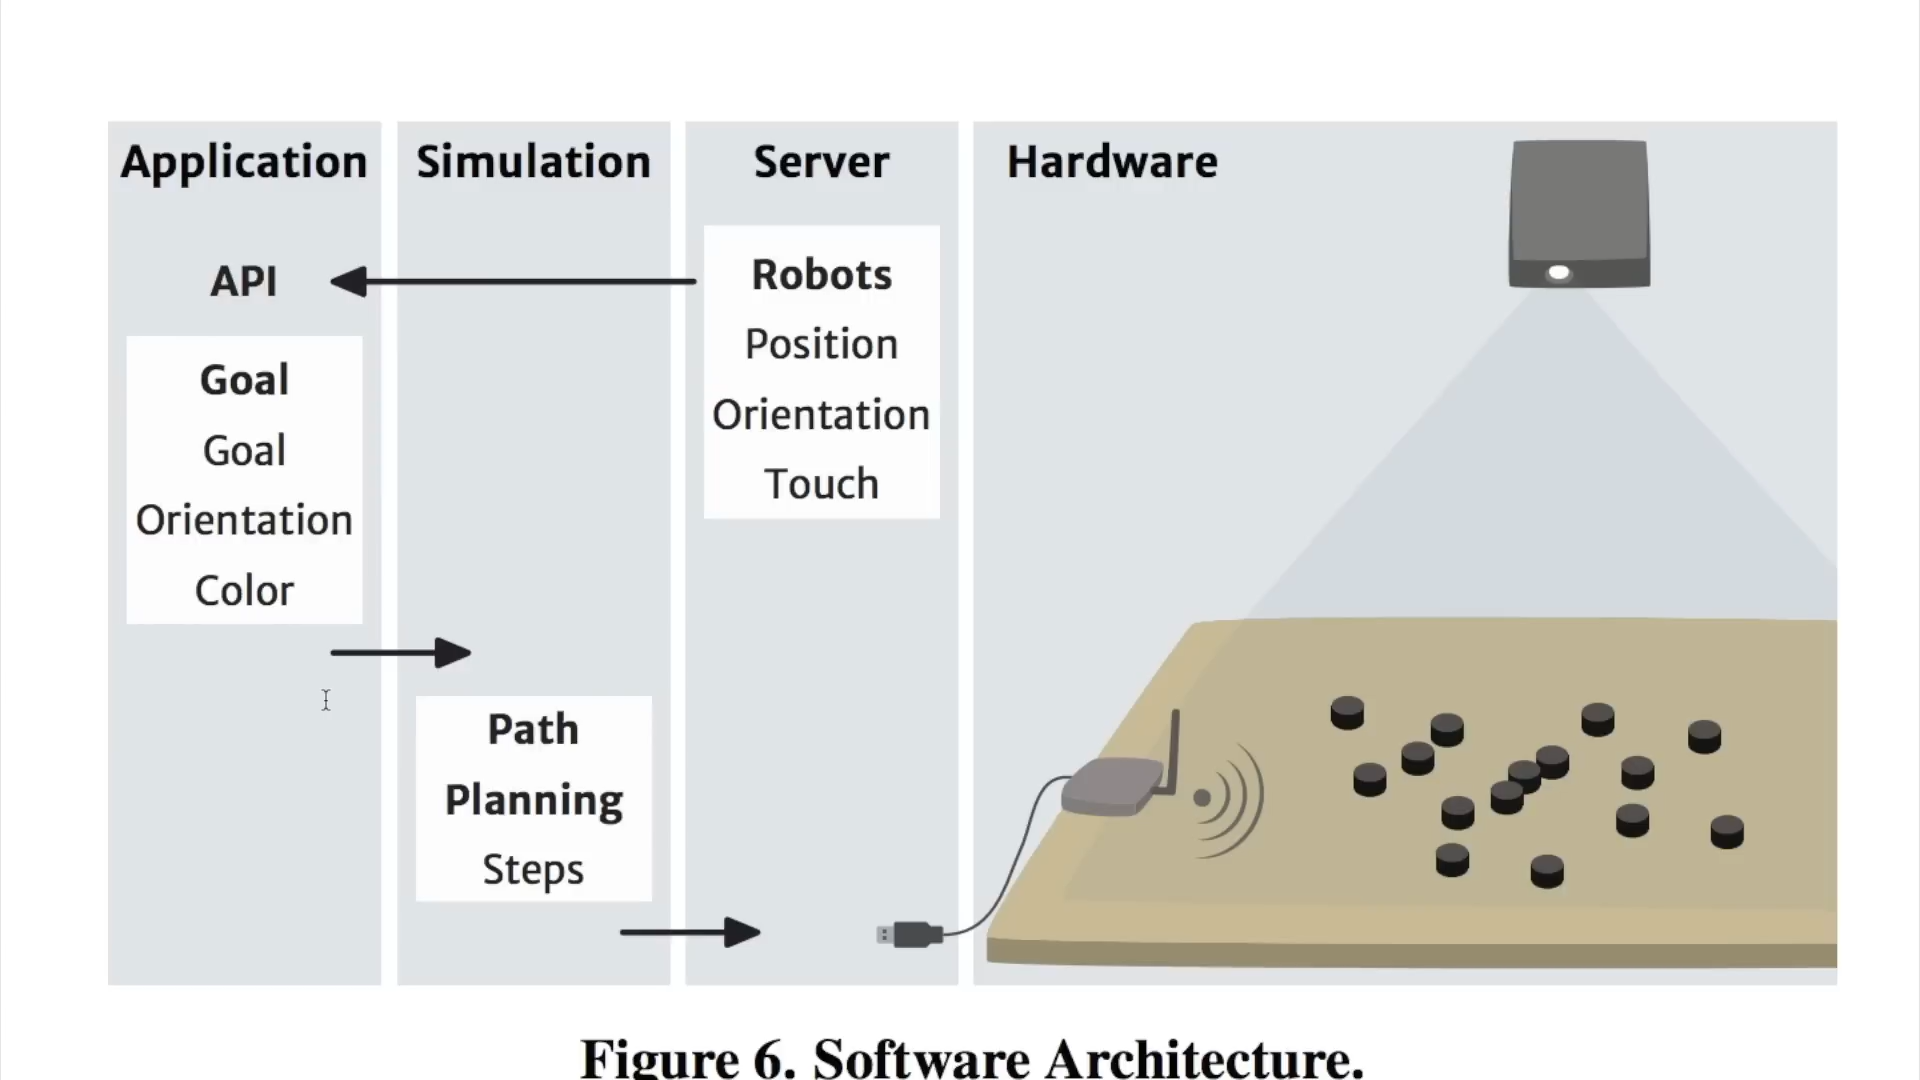 Application
API
Goal
Goal
Orientation
Color
Simulation
Path
Planning
Steps
Server
Robots
Position
Orientation
Touch
Hardware
Figure 6. Software Architecture.